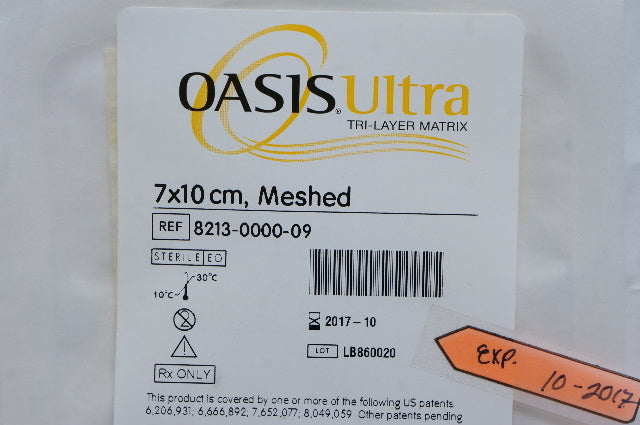 OASIS® Ultra
TRI-LAYER MATRIX
7x10 cm, Meshed
REF 8213-0000-09
STERILE EO
30°C
10°C
2
2017-10
LOT LB860020
Rx ONLY
EXP. 10-2017
This product is covered by one or more of the following US patents
6,206,931; 6,666,892; 7,652,077; 8,049,059 Other patents pending